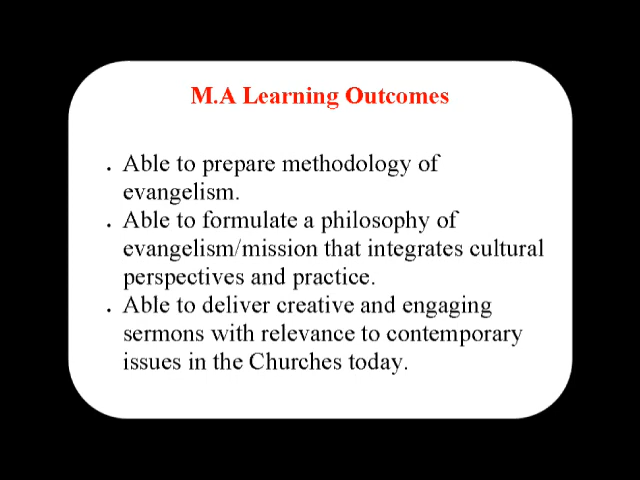 M.A Learning Outcomes
. Able to prepare methodology of
evangelism.
. Able to formulate a philosophy of
evangelism/mission that integrates cultural
perspectives and practice.
. Able to deliver creative and engaging
sermons with relevance to contemporary
issues in the Churches today.